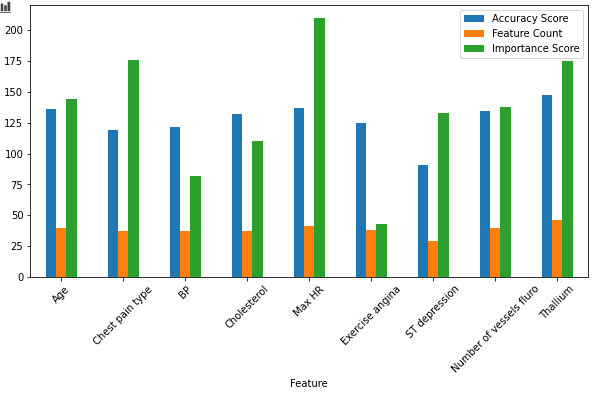 Accuracy Score
Feature Count
Importance Score
200
175
150
125
100
75
50
25
0
Age
Chest pain type
BP
Cholesterol
Max HR
Exercise angina
ST depression
Number of vessels fluro
Thallium
Feature